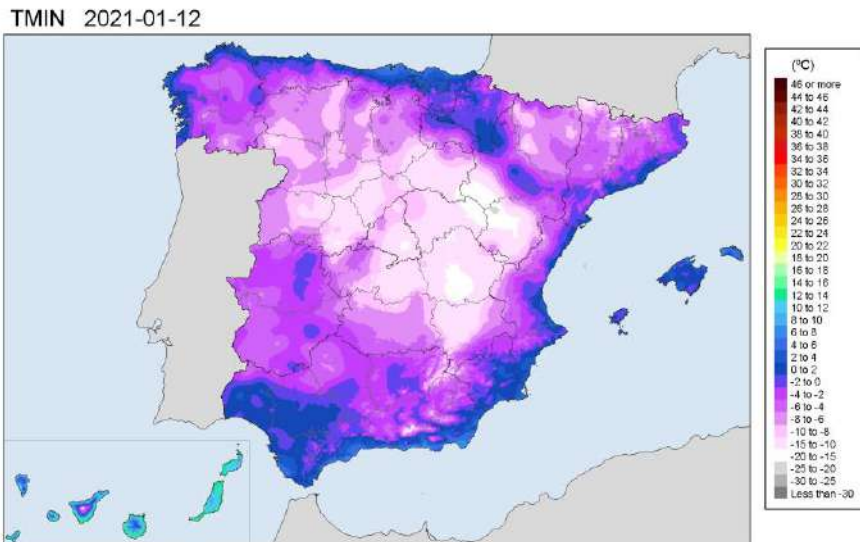 TMIN 2021-01-12
(ºC)
46 or more
44 to 46
42 to 44
40 to 42
38 to 40
36 to 38
34 to 36
32 to 34
30 to 32
28 to 30
26 to 28
24 to 26
22 to 24
20 to 22
18 to 20
16 to 18
14 to 16
12 to 14
10 to 12
8 to 10
6 to 8
4 to 6
2 to 4
0 to 2
-2 to 0
-4 to -2
-6 to -4
-8 to -6
-10 to -8
-15 to -10
-20 to -15
-25 to -20
-30 to -25
Less than -30